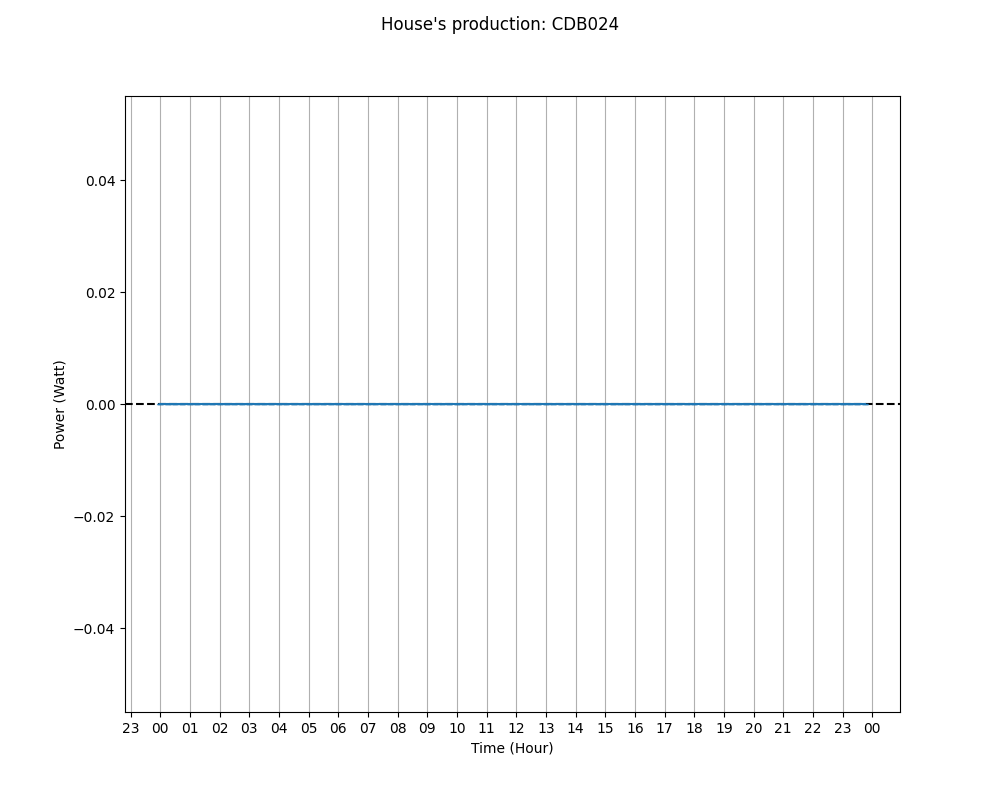 House's production: CDB024
0.04
0.02
0.00
−0.02
−0.04
Power (Watt)
23 00 01 02 03 04 05 06 07 08 09 10 11 12 13 14 15 16 17 18 19 20 21 22 23 00
Time (Hour)